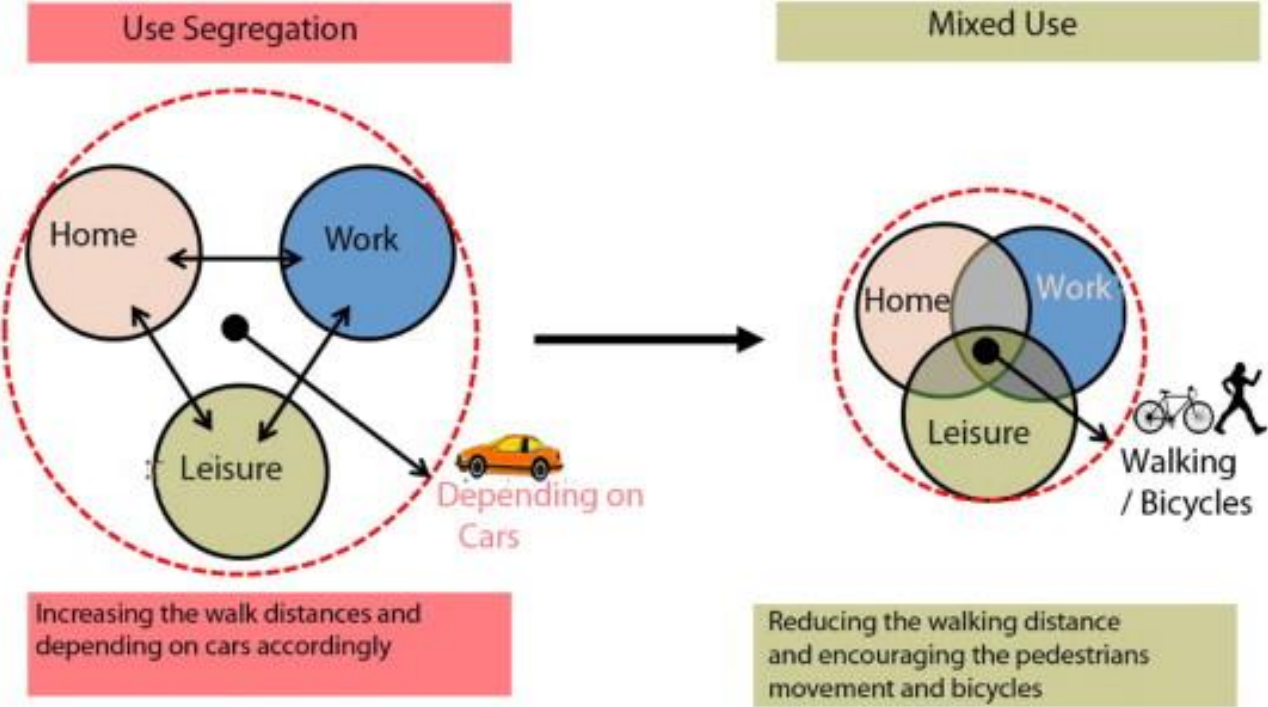 Use Segregation
Mixed Use
Home
Work
Leisure
Depending on
Cars
Home
Work
Leisure
Walking
/ Bicycles
Increasing the walk distances and
depending on cars accordingly
Reducing the walking distance
and encouraging the pedestrians
movement and bicycles